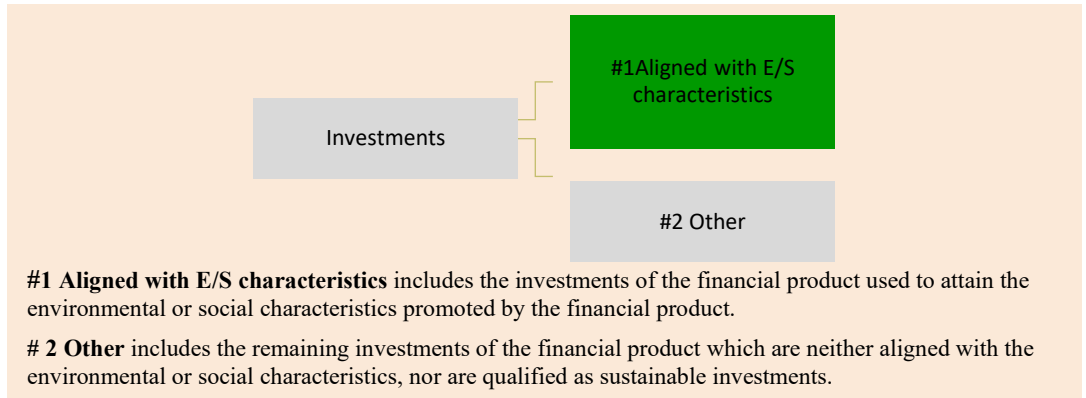 #1Aligned with E/S
characteristics
Investments
#2 Other
#1 Aligned with E/S characteristics includes the investments of the financial product used to attain the
environmental or social characteristics promoted by the financial product.
# 2 Other includes the remaining investments of the financial product which are neither aligned with the
environmental or social characteristics, nor are qualified as sustainable investments.